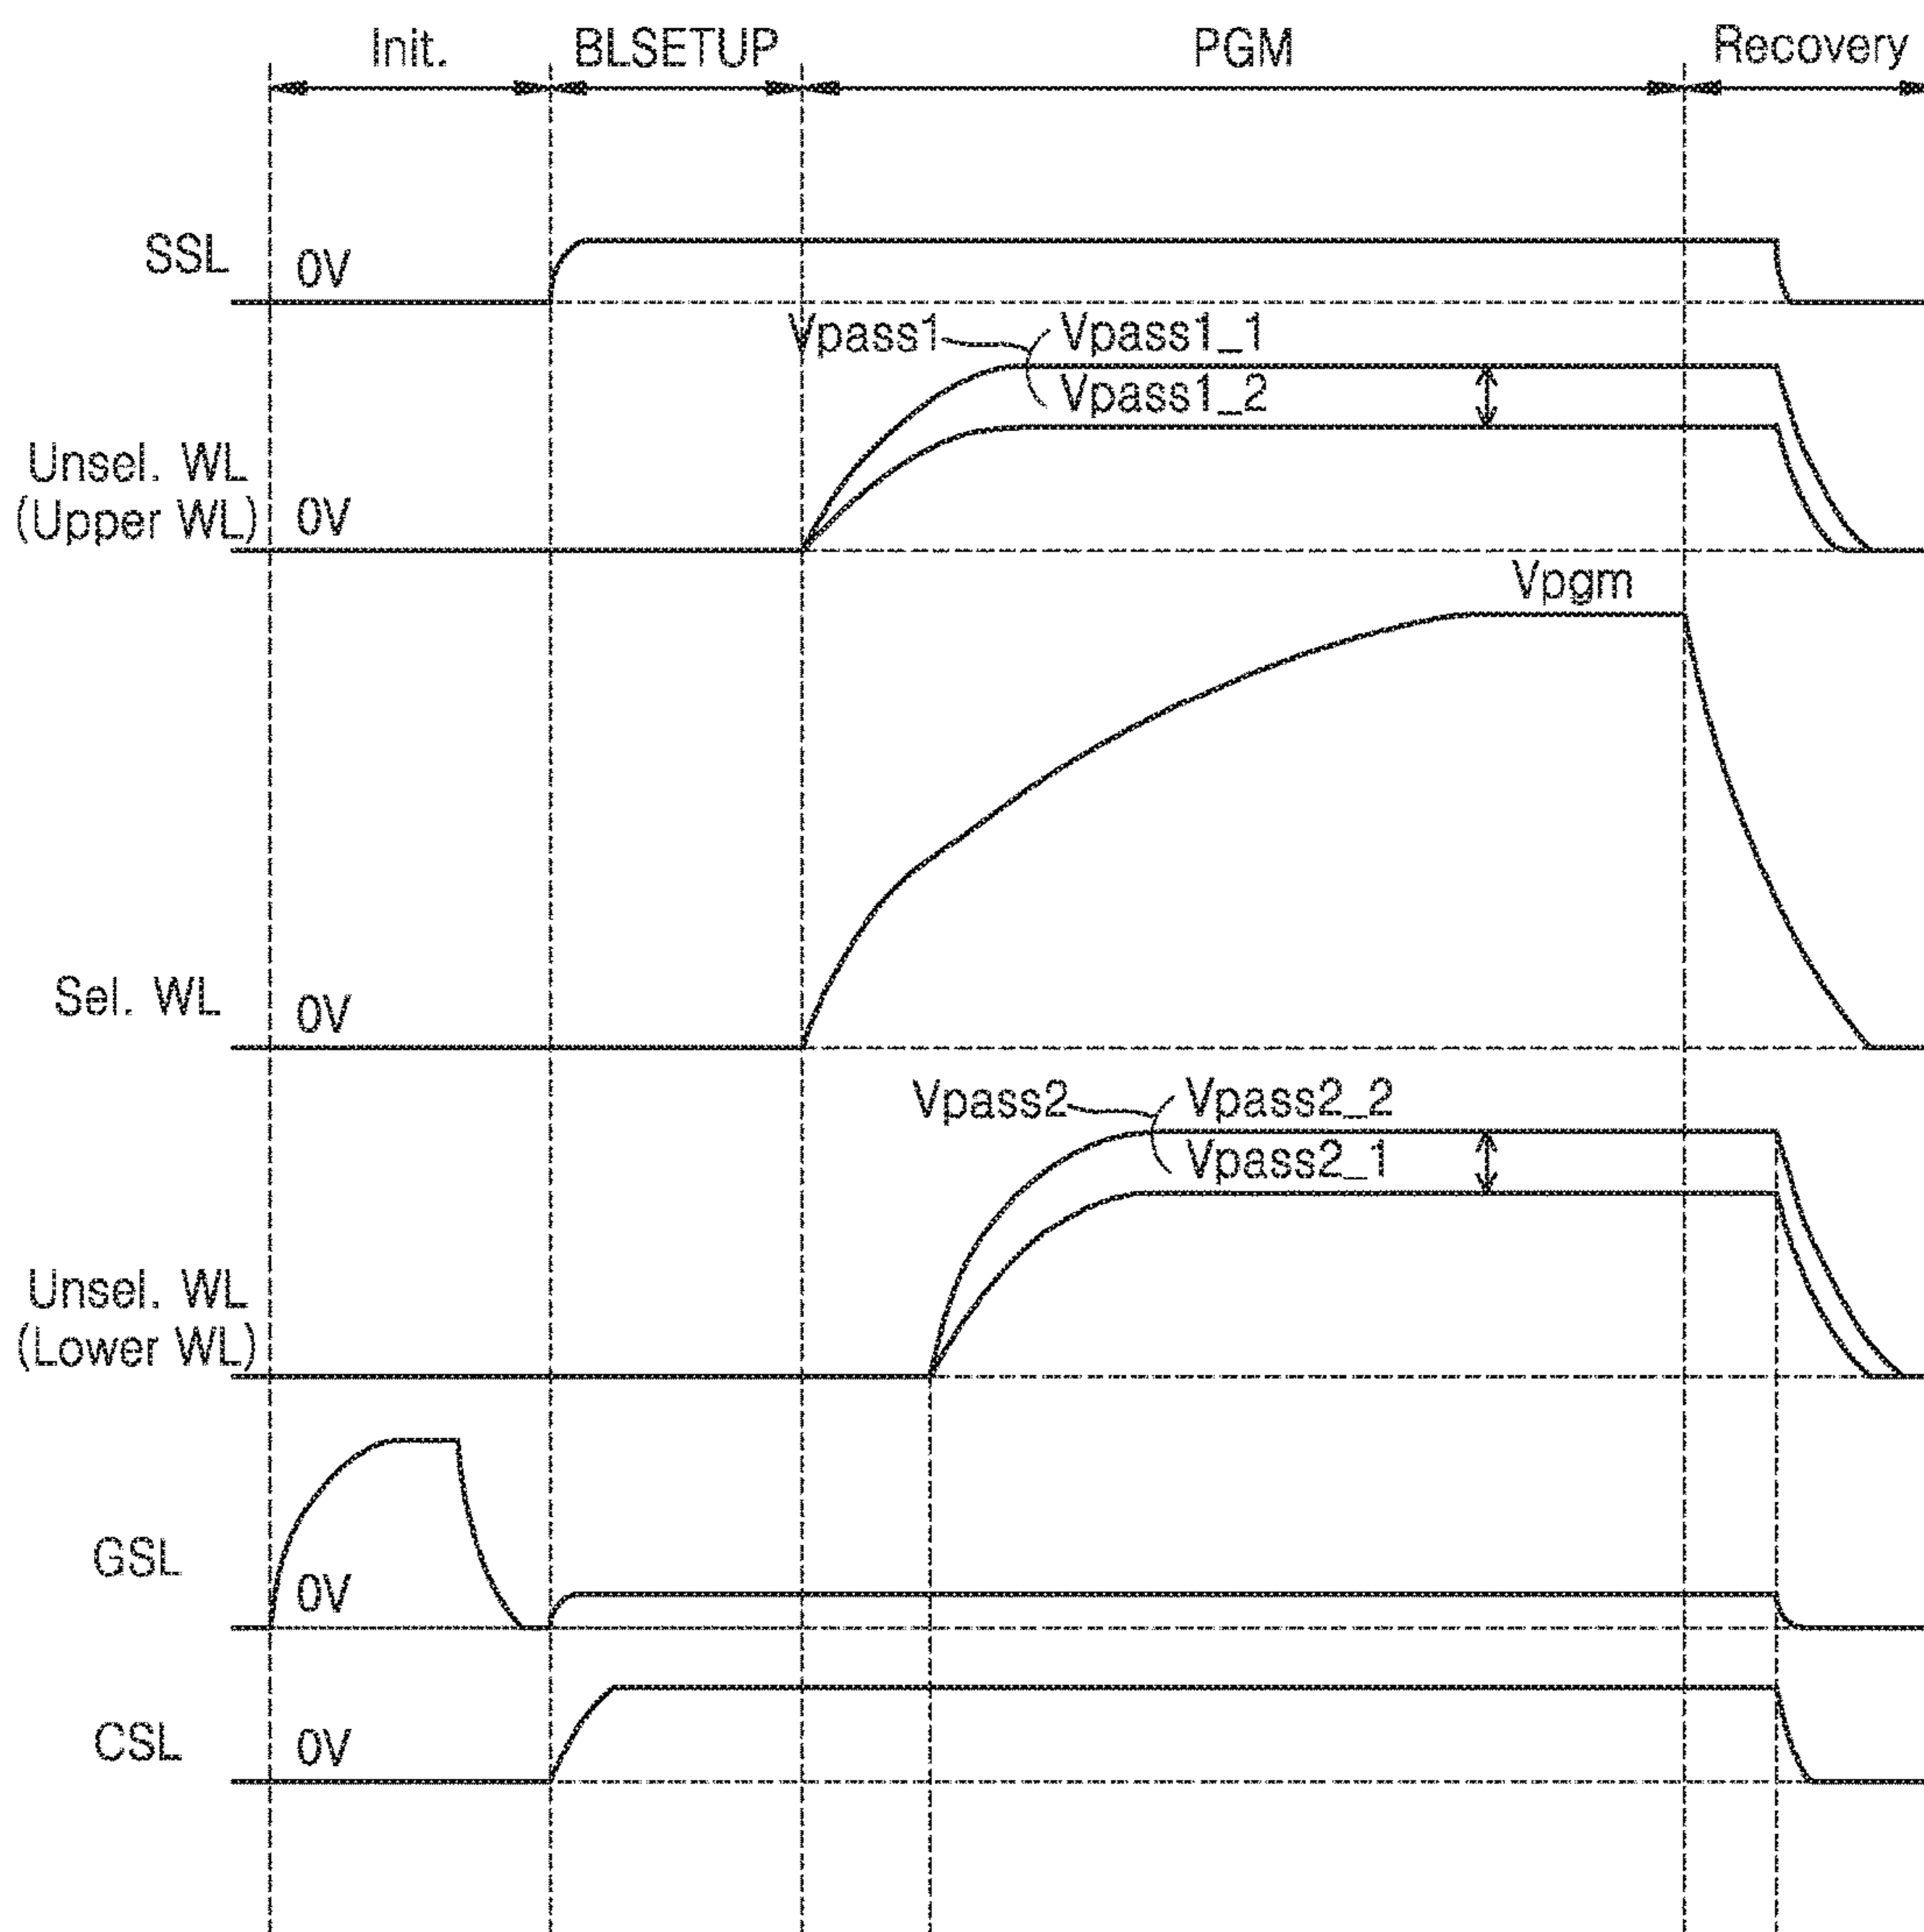 Init. BLSETUP PGM Recovery
SSL 0V
Vpass1 Vpass1_1
Vpass1_2
Unsel. WL
(Upper WL) 0V
Vpgm
Sel. WL 0V
Vpass2 Vpass2_2
Vpass2_1
Unsel. WL
(Lower WL)
GSL 0V
CSL 0V